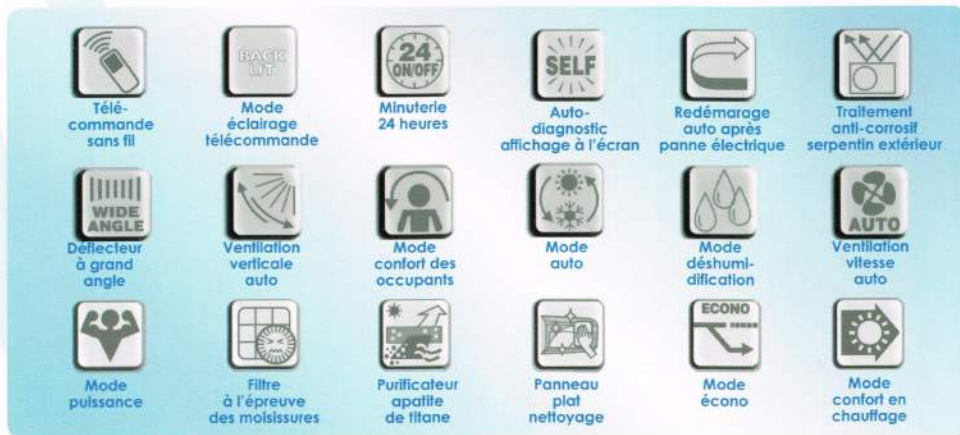 BACK
LIT
24
ON/OFF
SELF
Télé-
commande
sans fil
Mode
éclairage
télécommande
Minuterie
24 heures
Auto-
diagnostic
affichage à l'écran
Redémarage
auto après
panne électrique
Traitement
anti-corrosif
serpentin extérieur
WIDE
ANGLE
AUTO
Déflecteur
à grand
angle
Ventilation
verticale
auto
Mode
confort des
occupants
Mode
auto
Mode
déshumi-
dification
Ventilation
vitesse
auto
ECONO
Mode
puissance
Filtre
à l'épreuve
des moisissures
Purificateur
apatite
de titane
Panneau
plat
nettoyage
Mode
écono
Mode
confort en
chauffage